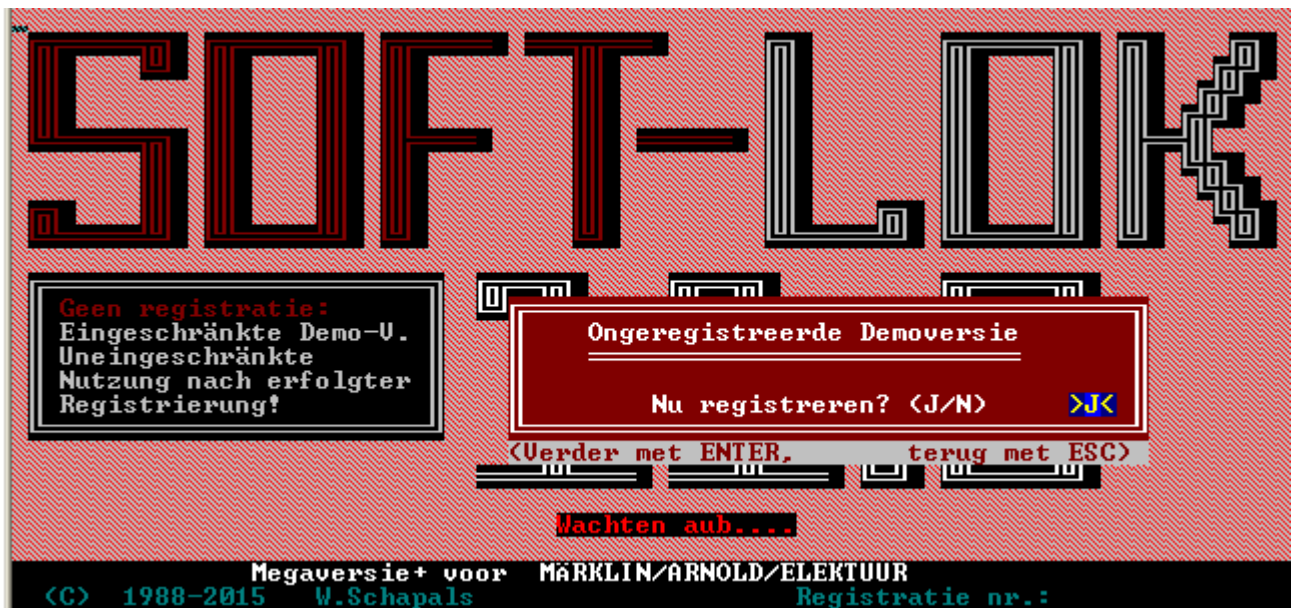 SOFT-LOK
Geen registratie:
Eingeschränkte Demo-V.
Uneingeschränkte
Nutzung nach erfolgter
Registrierung!
Ongeregistreerde Demoversie
Nu registreren? (J/N) >J<
(Verder met ENTER, terug met ESC)
Wachten aub....
Megaversie+ voor MäRKLIN/ARNOLD/ELEKTUUR
(C) 1988-2015 W.Schapals Registratie nr.: